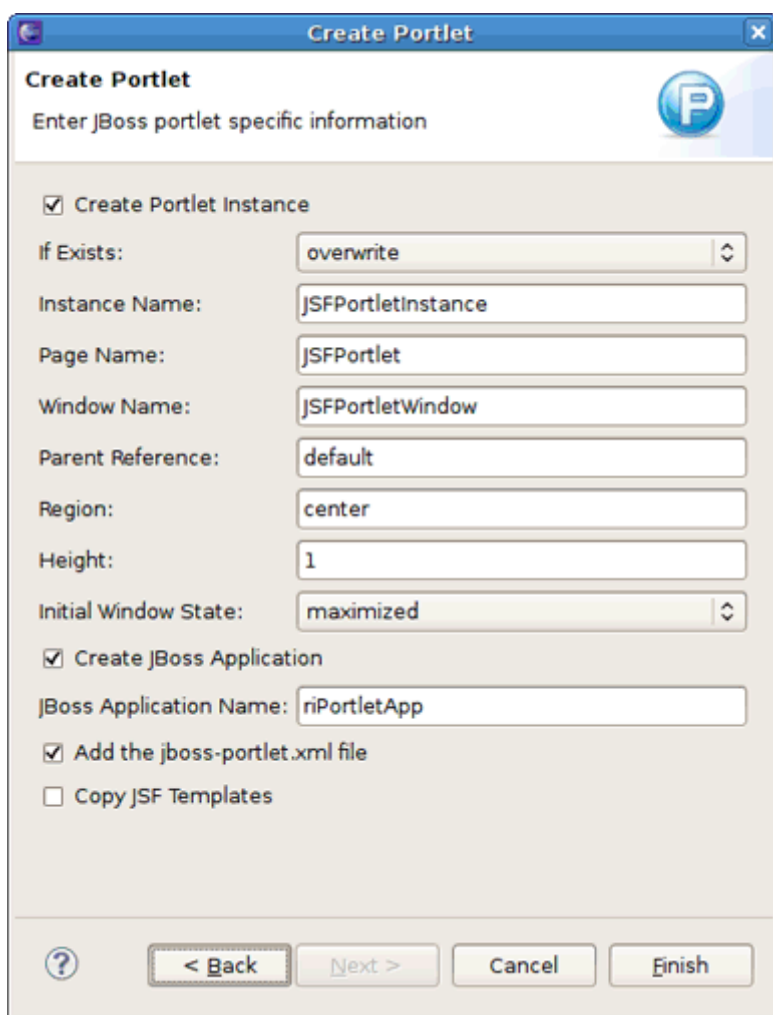 Create Portlet
Create Portlet
Enter JBoss portlet specific information
P
Create Portlet Instance
If Exists: overwrite
Instance Name: JSFPortletInstance
Page Name: JSFPortlet
Window Name: JSFPortletWindow
Parent Reference: default
Region: center
Height: 1
Initial Window State: maximized
Create JBoss Application
JBoss Application Name: riPortletApp
Add the jboss-portlet.xml file
Copy JSF Templates
? < Back Next > Cancel Finish